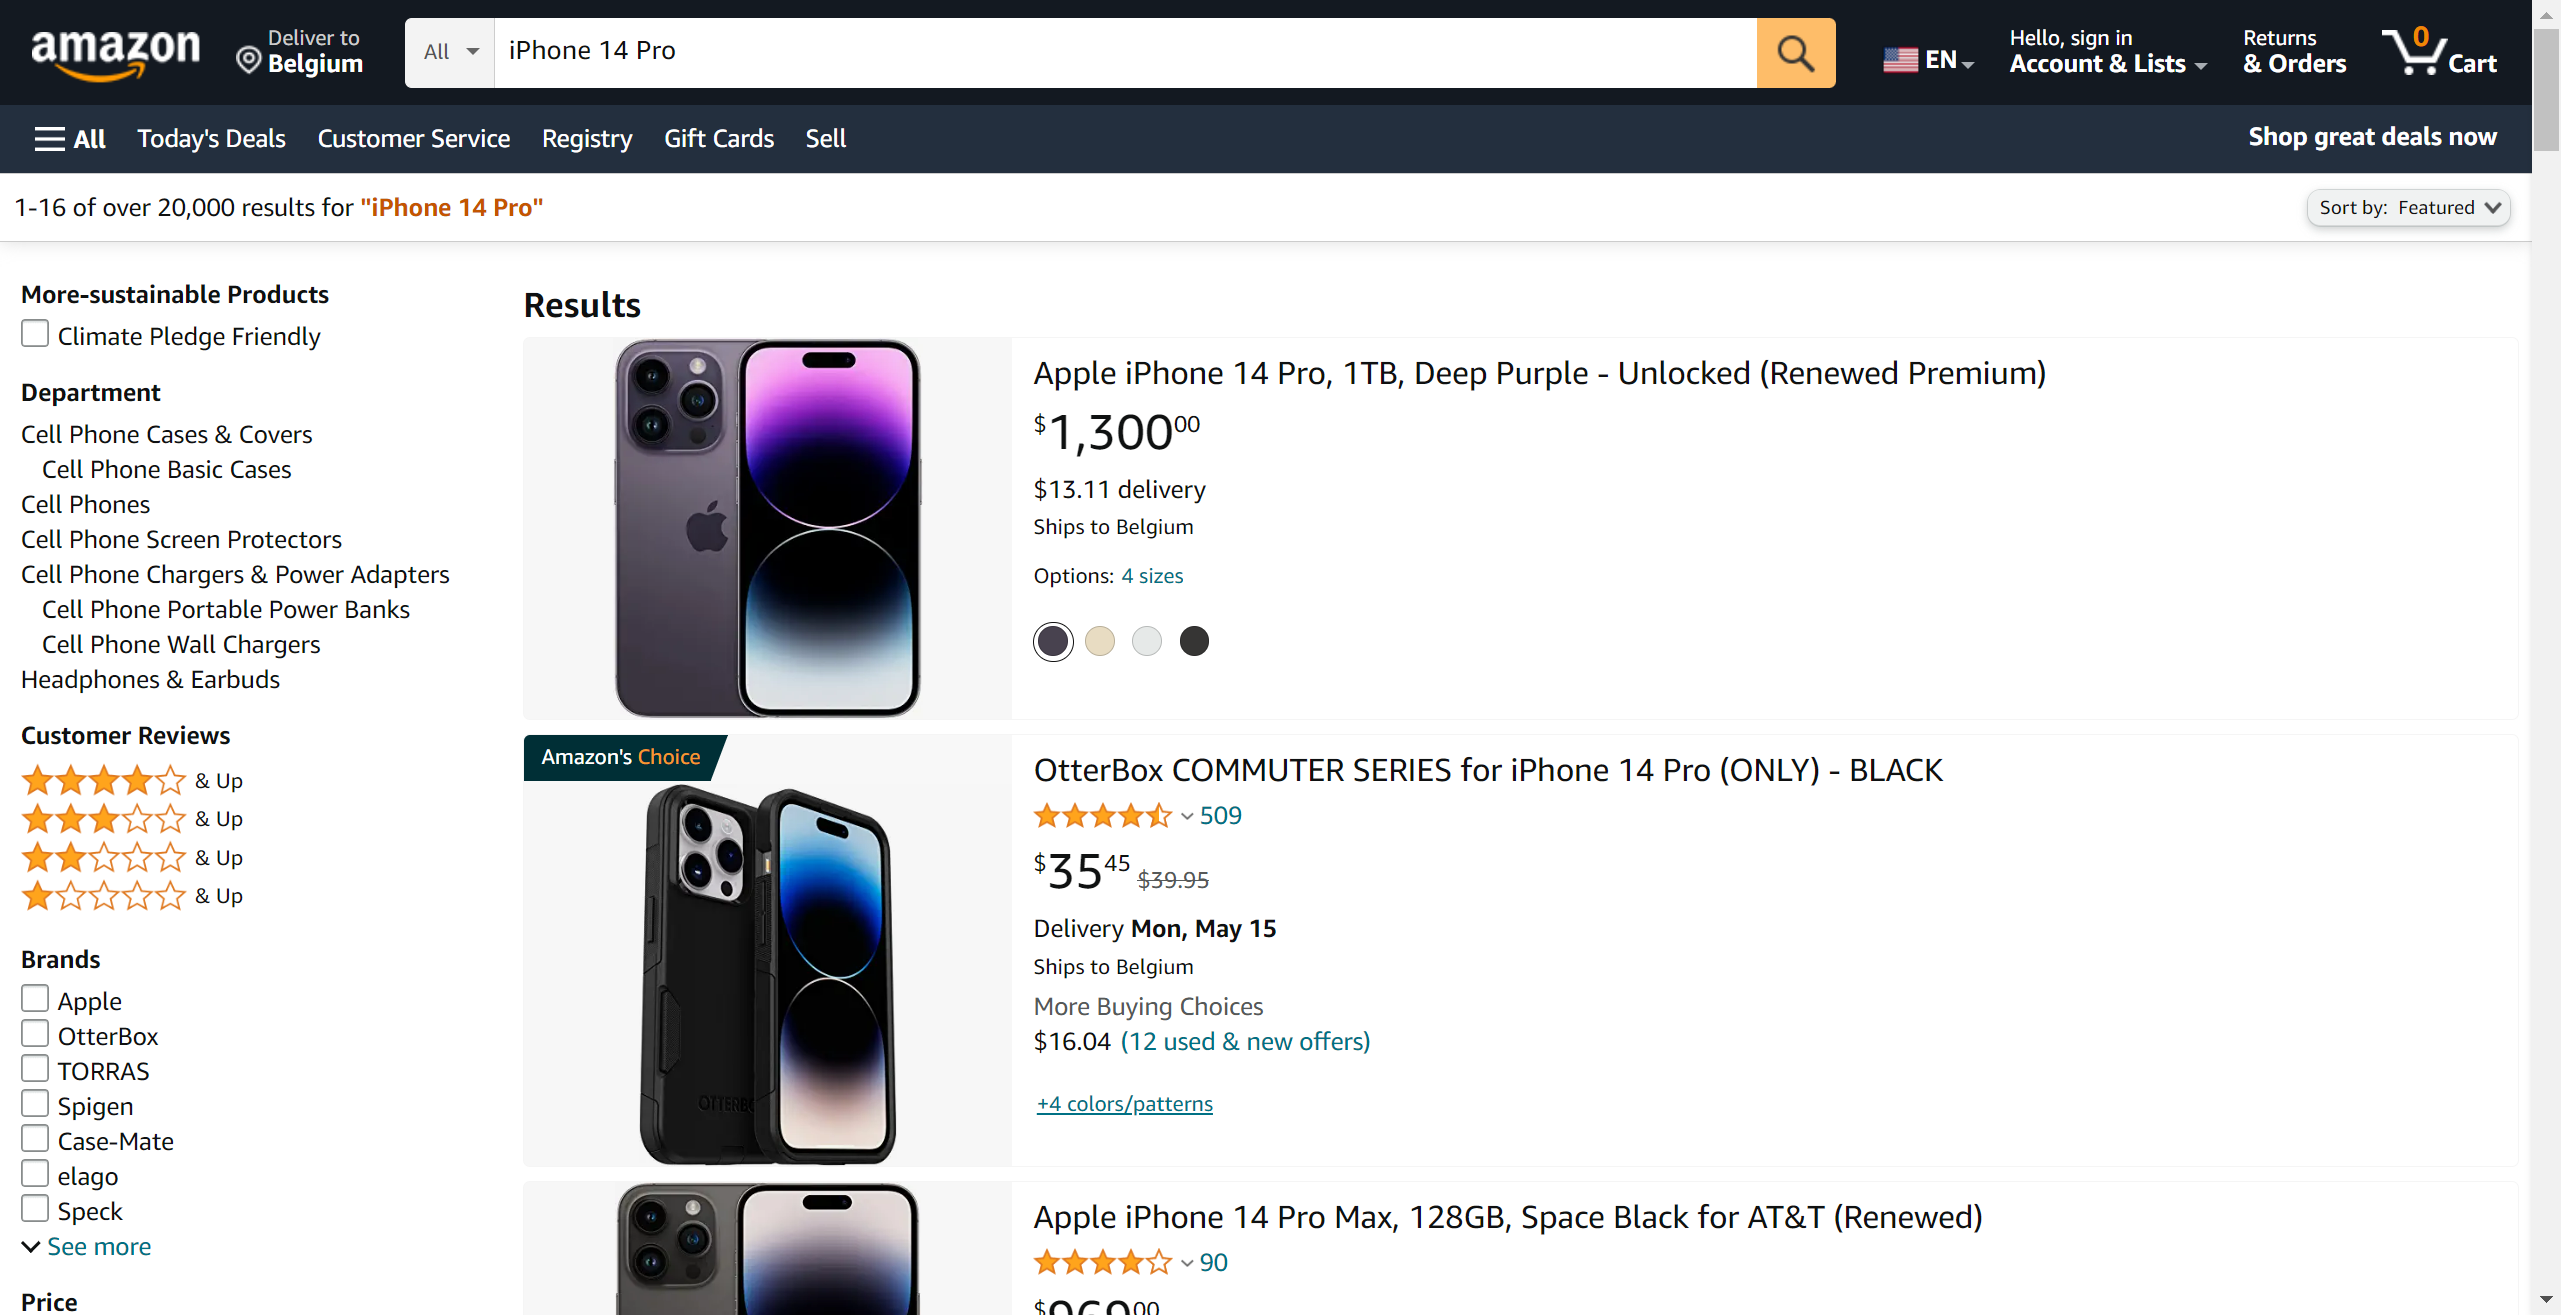 amazon
Deliver to
Belgium
All
iPhone 14 Pro
EN
Hello, sign in
Account & Lists
Returns
& Orders
0
Cart
All
Today's Deals
Customer Service
Registry
Gift Cards
Sell
Shop great deals now
1-16 of over 20,000 results for "iPhone 14 Pro"
Sort by: Featured
More-sustainable Products
Climate Pledge Friendly
Department
Cell Phone Cases & Covers
Cell Phone Basic Cases
Cell Phones
Cell Phone Screen Protectors
Cell Phone Chargers & Power Adapters
Cell Phone Portable Power Banks
Cell Phone Wall Chargers
Headphones & Earbuds
Customer Reviews
& Up
& Up
& Up
& Up
Brands
Apple
OtterBox
TORRAS
Spigen
Case-Mate
elago
Speck
See more
Price
Results
Apple iPhone 14 Pro, 1TB, Deep Purple - Unlocked (Renewed Premium)
$1,30000
$13.11 delivery
Ships to Belgium
Options: 4 sizes
Amazon's Choice
OtterBox COMMUTER SERIES for iPhone 14 Pro (ONLY) - BLACK
509
$3545 $39.95
Delivery Mon, May 15
Ships to Belgium
More Buying Choices
$16.04 (12 used & new offers)
+4 colors/patterns
Apple iPhone 14 Pro Max, 128GB, Space Black for AT&T (Renewed)
90
$96900